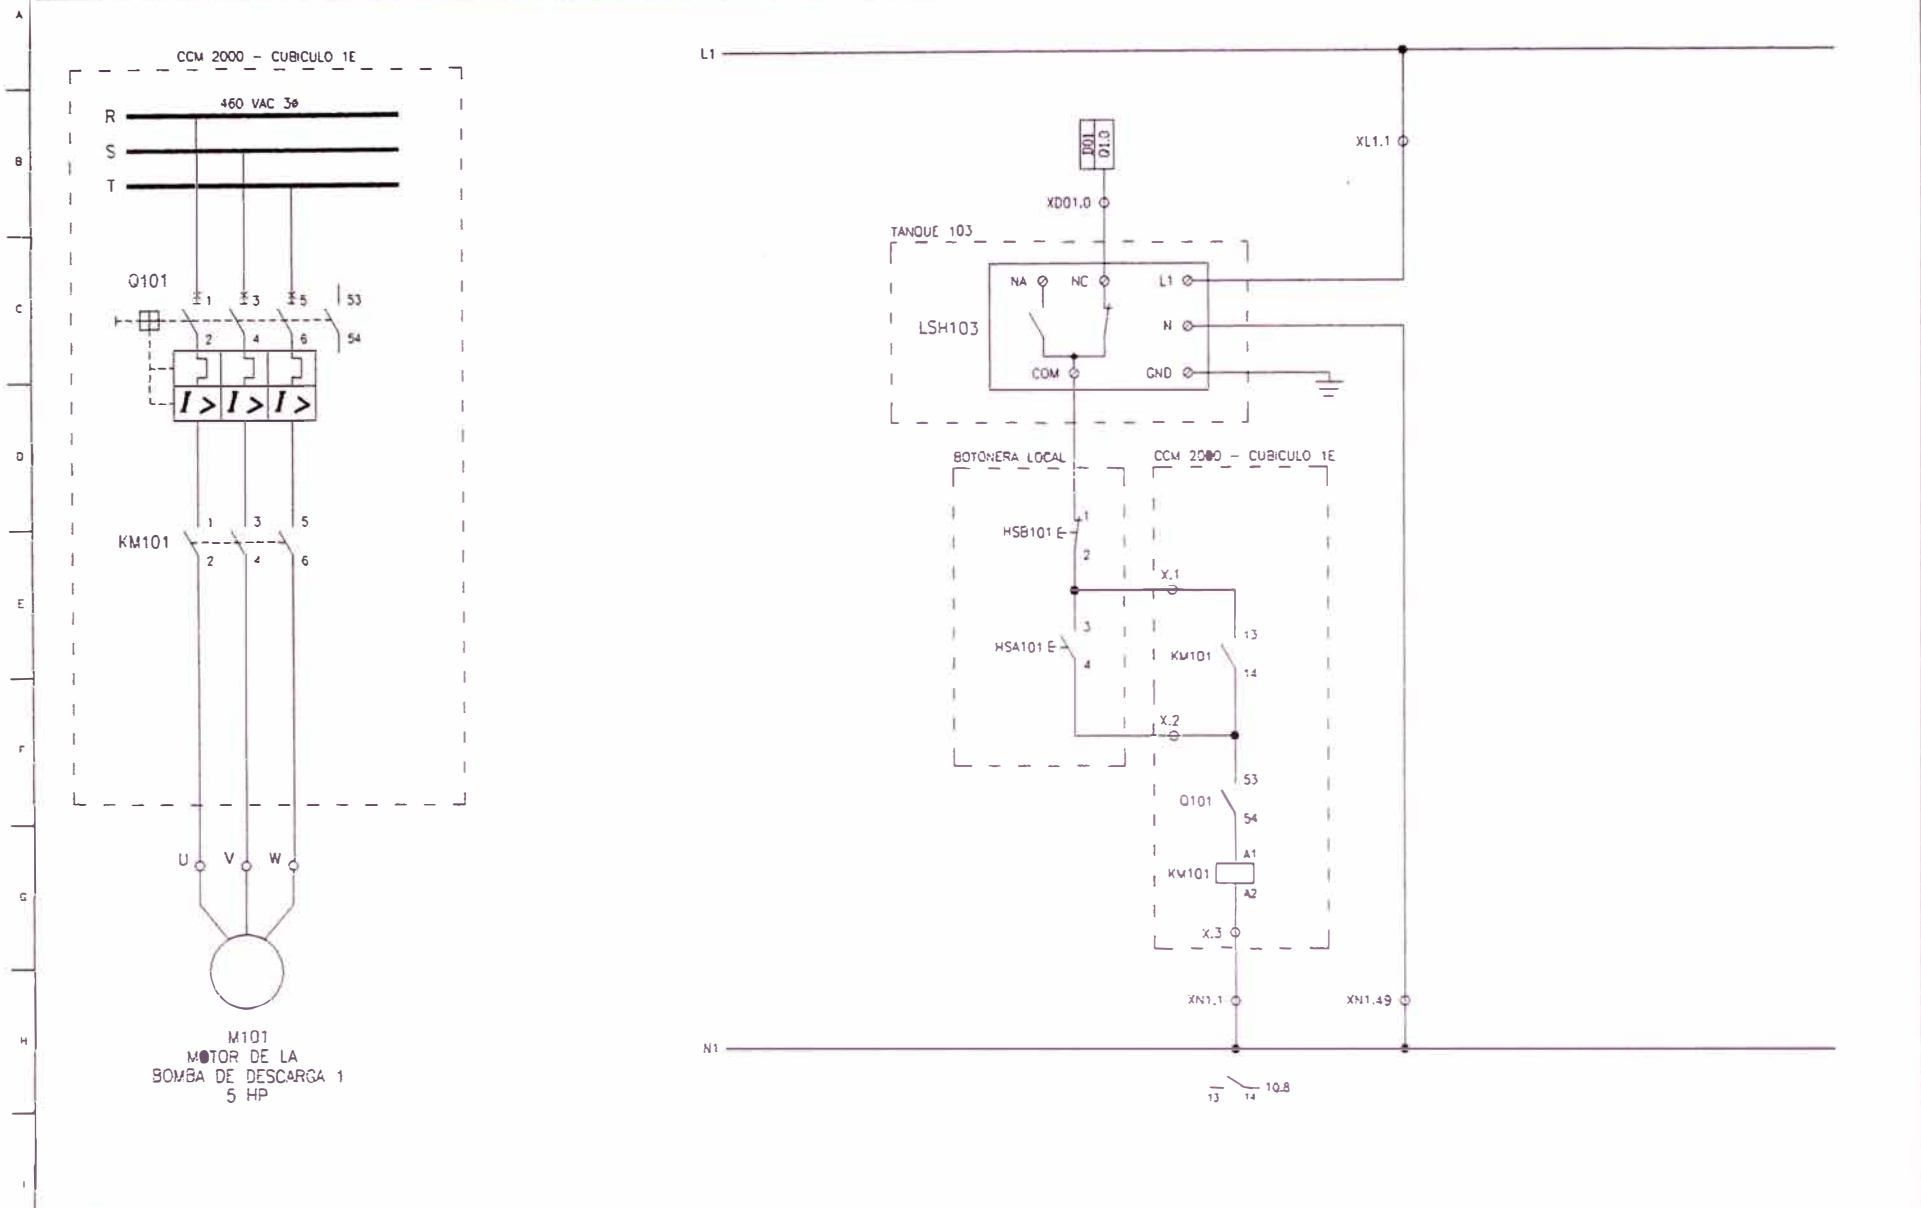 A
B
C
D
E
F
G
H
I
CCM 2000 - CUBICULO 1E
460 VAC 3ø
R
S
T
Q101
1 3 5 53
2 4 6 54
I > I > I >
KM101
1 3 5
2 4 6
U V W
M101
MOTOR DE LA
BOMBA DE DESCARGA 1
5 HP
L1
XL1.1
DO1
Q1.0
XDO1.0
TANQUE 103
NA NC L1
LSH103
N
COM GND
BOTONERA LOCAL
CCM 2000 - CUBICULO 1E
1
HSB101
2
X.1
3
HSA101
4
13
KM101
14
X.2
53
Q101
54
A1
KM101
A2
X.3
XN1.1
XN1.49
N1
13 14 10.8